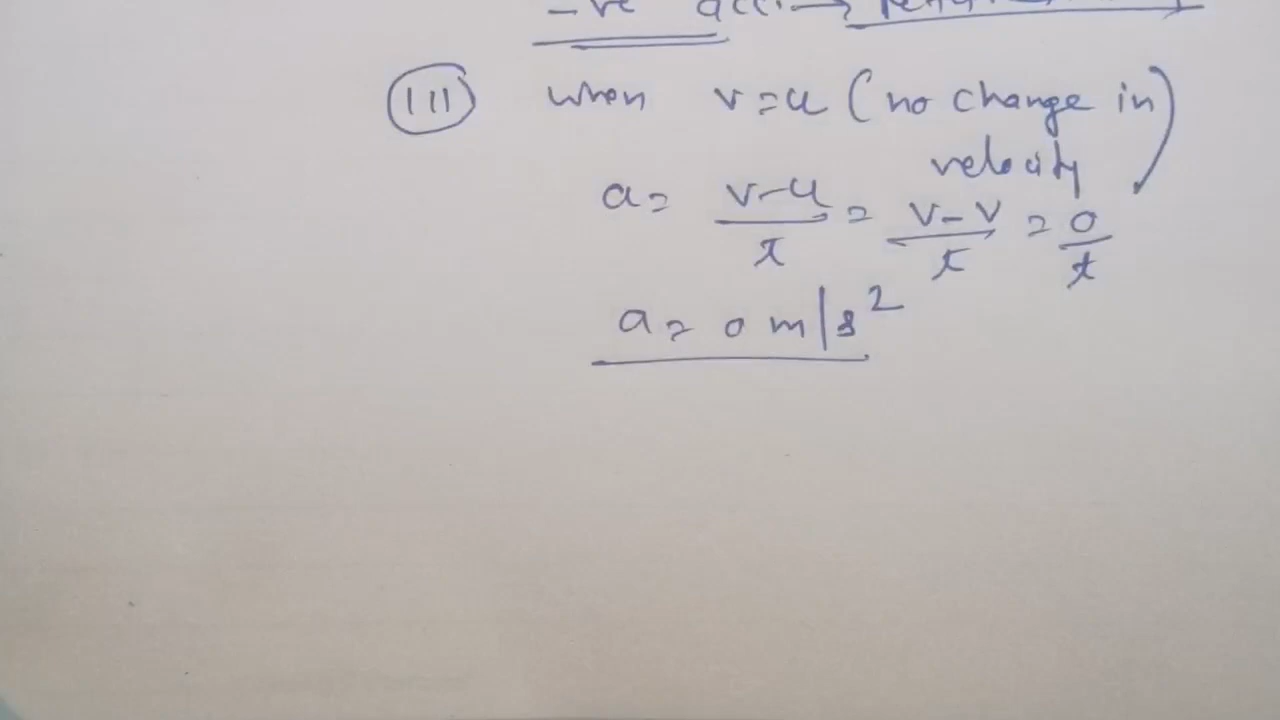 -ve acc. →
(III) when v=u (no change in velocity)
a= v-u/t = v-v/t = 0/t
a= 0 m/s²